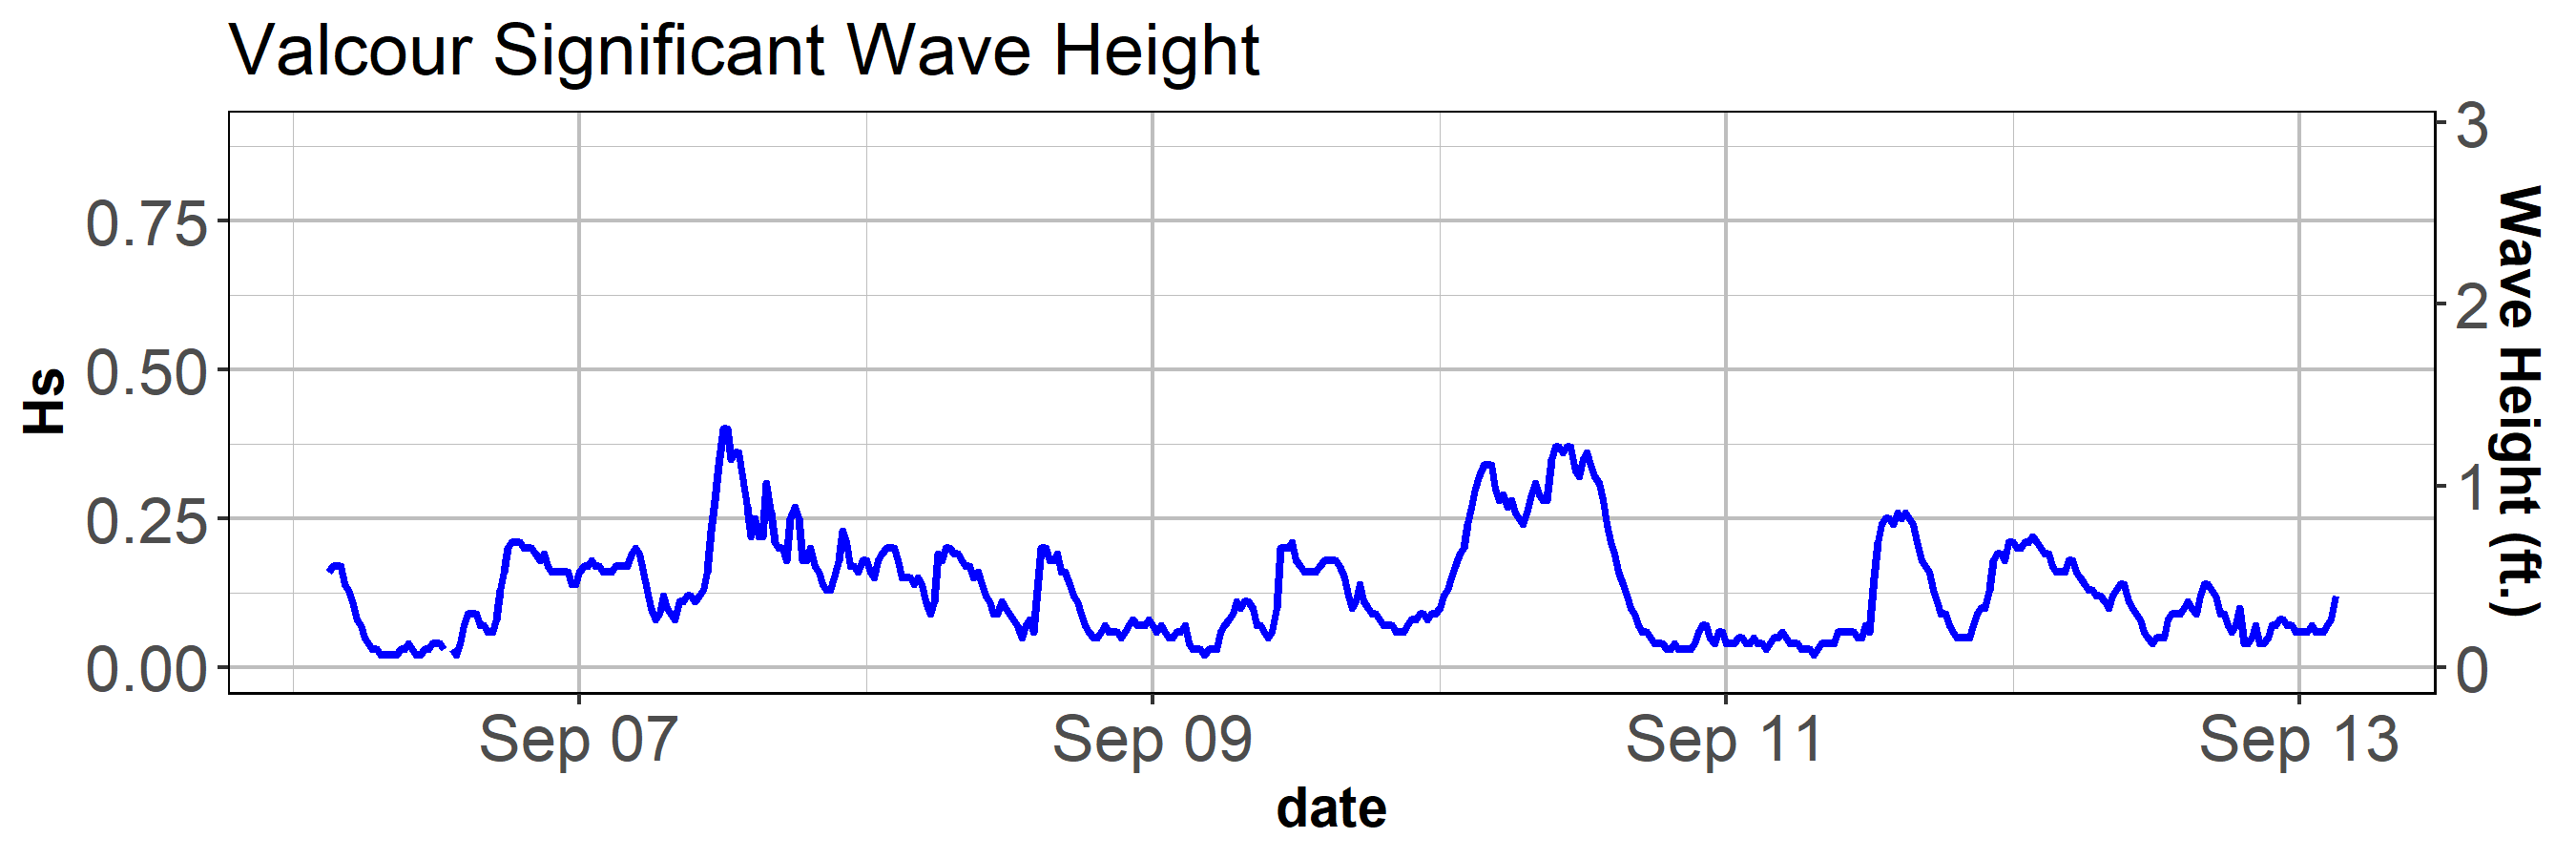 Valcour Significant Wave Height
Hs
0.75
0.50
0.25
0.00
3
2
1
0
Wave Height (ft.)
Sep 07
Sep 09
Sep 11
Sep 13
date